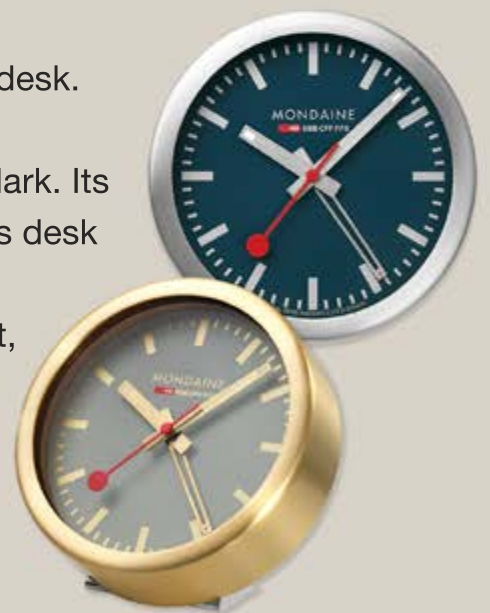 desk.
lark. Its
s desk
t,
MONDAINE
SBB CFF FFS
MONDAINE